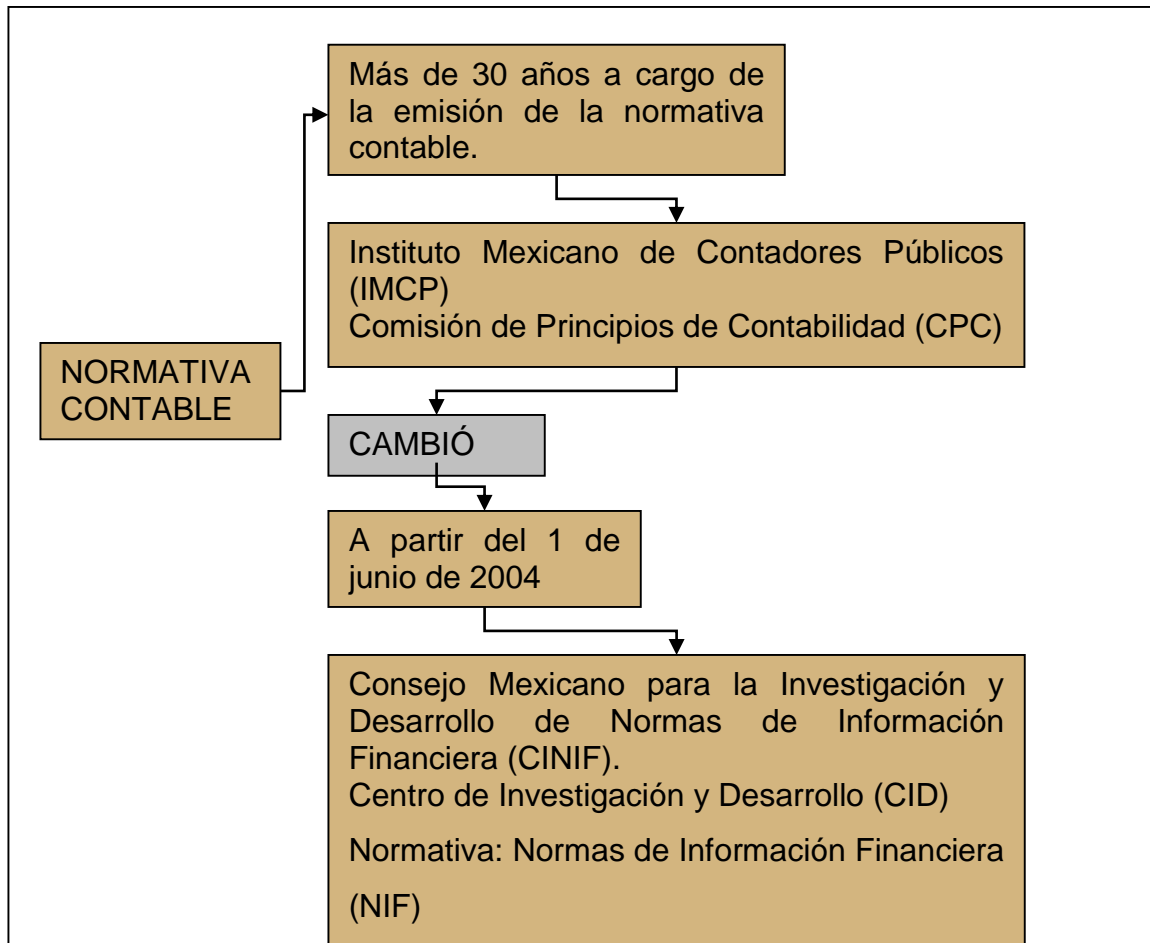 Más de 30 años a cargo de
la emisión de la normativa
contable.
Instituto Mexicano de Contadores Públicos
(IMCP)
Comisión de Principios de Contabilidad (CPC)
NORMATIVA
CONTABLE
CAMBIÓ
A partir del 1 de
junio de 2004
Consejo Mexicano para la Investigación y
Desarrollo de Normas de Información
Financiera (CINIF).
Centro de Investigación y Desarrollo (CID)
Normativa: Normas de Información Financiera
(NIF)